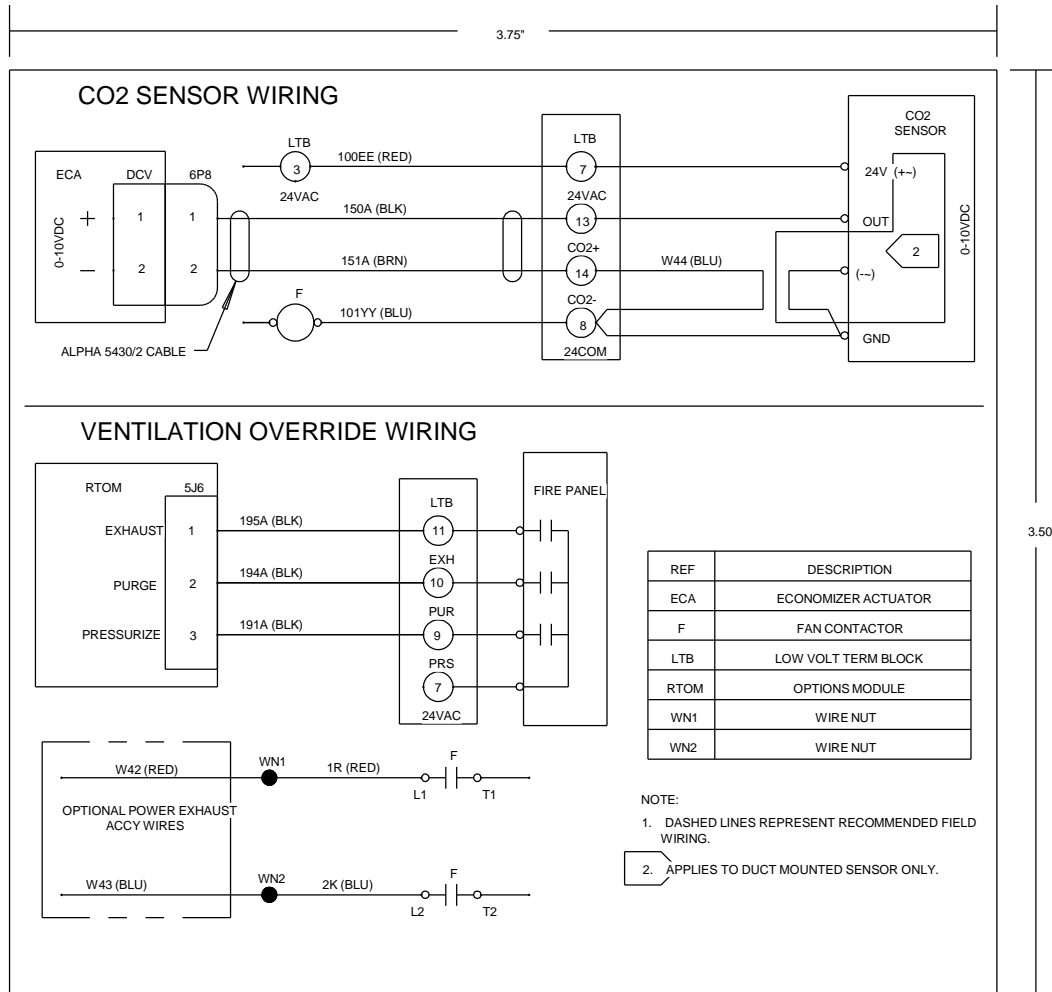 3.75"
CO2 SENSOR WIRING
ECA
DCV
6P8
0-10VDC
+
−
1
1
2
2
LTB
3
24VAC
100EE (RED)
150A (BLK)
151A (BRN)
F
101YY (BLU)
ALPHA 5430/2 CABLE
LTB
7
24VAC
13
CO2+
14
CO2-
8
24COM
W44 (BLU)
CO2
SENSOR
24V (+~)
OUT
2
(-~)
GND
0-10VDC
3.50
VENTILATION OVERRIDE WIRING
RTOM
5J6
EXHAUST
1
195A (BLK)
PURGE
2
194A (BLK)
PRESSURIZE
3
191A (BLK)
LTB
11
EXH
10
PUR
9
PRS
7
24VAC
FIRE PANEL
REF DESCRIPTION
ECA ECONOMIZER ACTUATOR
F FAN CONTACTOR
LTB LOW VOLT TERM BLOCK
RTOM OPTIONS MODULE
WN1 WIRE NUT
WN2 WIRE NUT
W42 (RED)
WN1
1R (RED)
F
L1
T1
OPTIONAL POWER EXHAUST
ACCY WIRES
W43 (BLU)
WN2
2K (BLU)
F
L2
T2
NOTE:
1. DASHED LINES REPRESENT RECOMMENDED FIELD
WIRING.
2. APPLIES TO DUCT MOUNTED SENSOR ONLY.